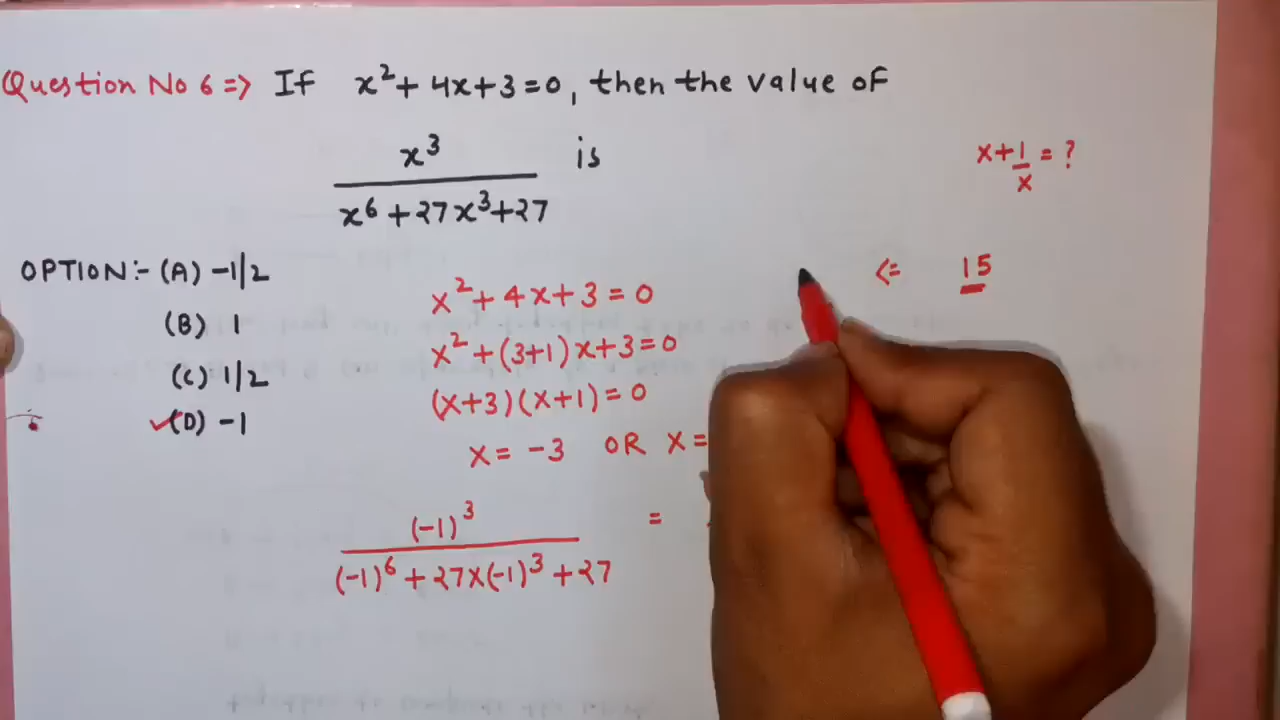 Question No 6 => If x² + 4x + 3 = 0, then the value of
x³ / (x⁶ + 27x³ + 27) is
x + 1/x = ?
OPTION:- (A) -1/2
(B) 1
(C) 1/2
(D) -1
<= 15
x² + 4x + 3 = 0
x² + (3+1)x + 3 = 0
(x+3)(x+1) = 0
x = -3 OR x =
(-1)³ / ((-1)⁶ + 27x(-1)³ + 27) =